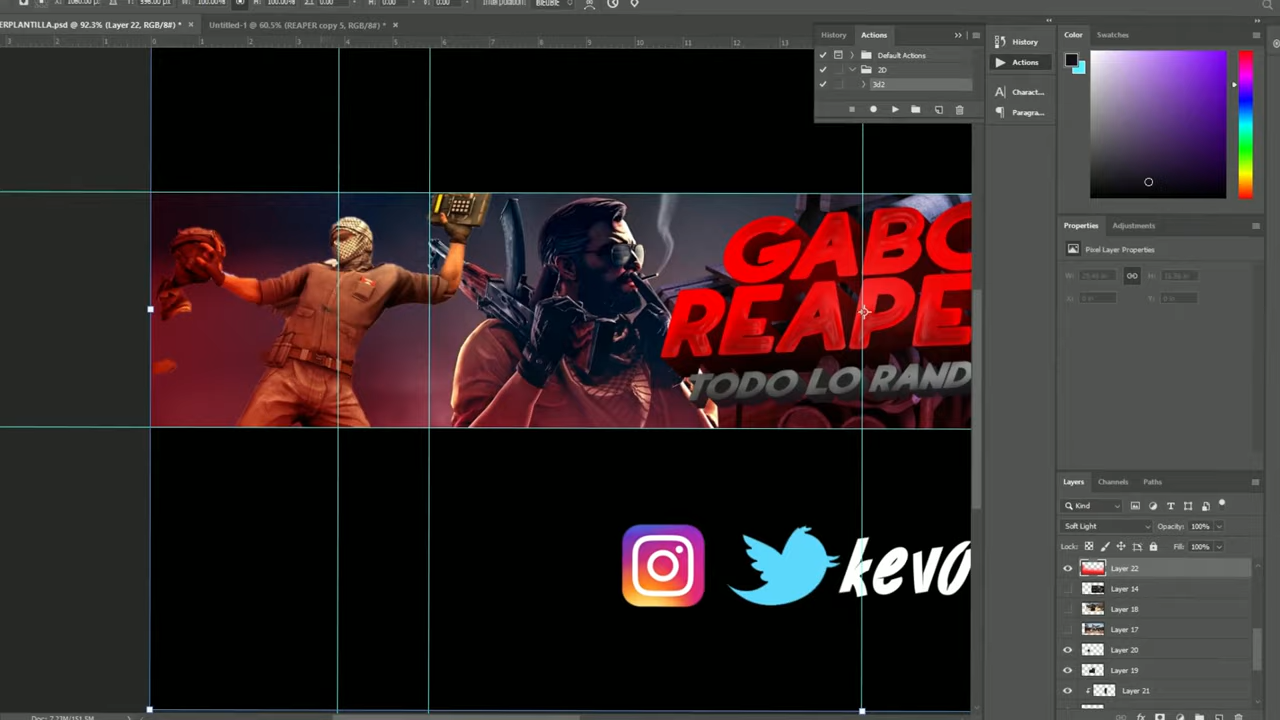 ERPLANTILLA.psd @ 92.3% (Layer 22, RGB/8#) *
Untitled-1 @ 60.5% (REAPER copy 5, RGB/8#) *
History
Actions
Default Actions
2D
3d2
History
Actions
Charact...
Paragra...
Color
Swatches
Properties
Adjustments
Pixel Layer Properties
GABO
REAPE
TODO LO RAND
kevo
Layers
Channels
Paths
Kind
Soft Light
Opacity: 100%
Lock:
Fill: 100%
Layer 22
Layer 14
Layer 18
Layer 17
Layer 20
Layer 19
Layer 21